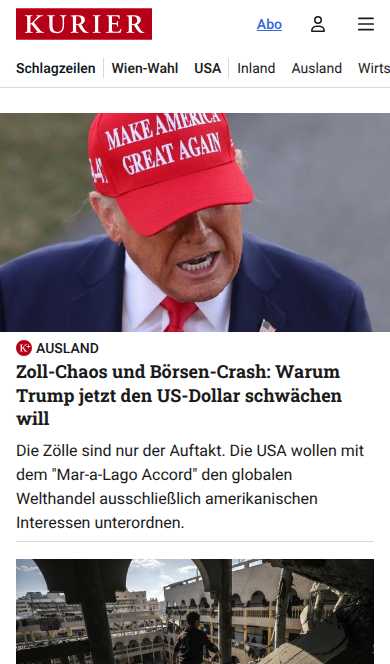 KURIER
Abo
Schlagzeilen Wien-Wahl USA Inland Ausland Wirts
MAKE AMERICA
GREAT AGAIN
K+ AUSLAND
Zoll-Chaos und Börsen-Crash: Warum
Trump jetzt den US-Dollar schwächen
will
Die Zölle sind nur der Auftakt. Die USA wollen mit
dem "Mar-a-Lago Accord" den globalen
Welthandel ausschließlich amerikanischen
Interessen unterordnen.